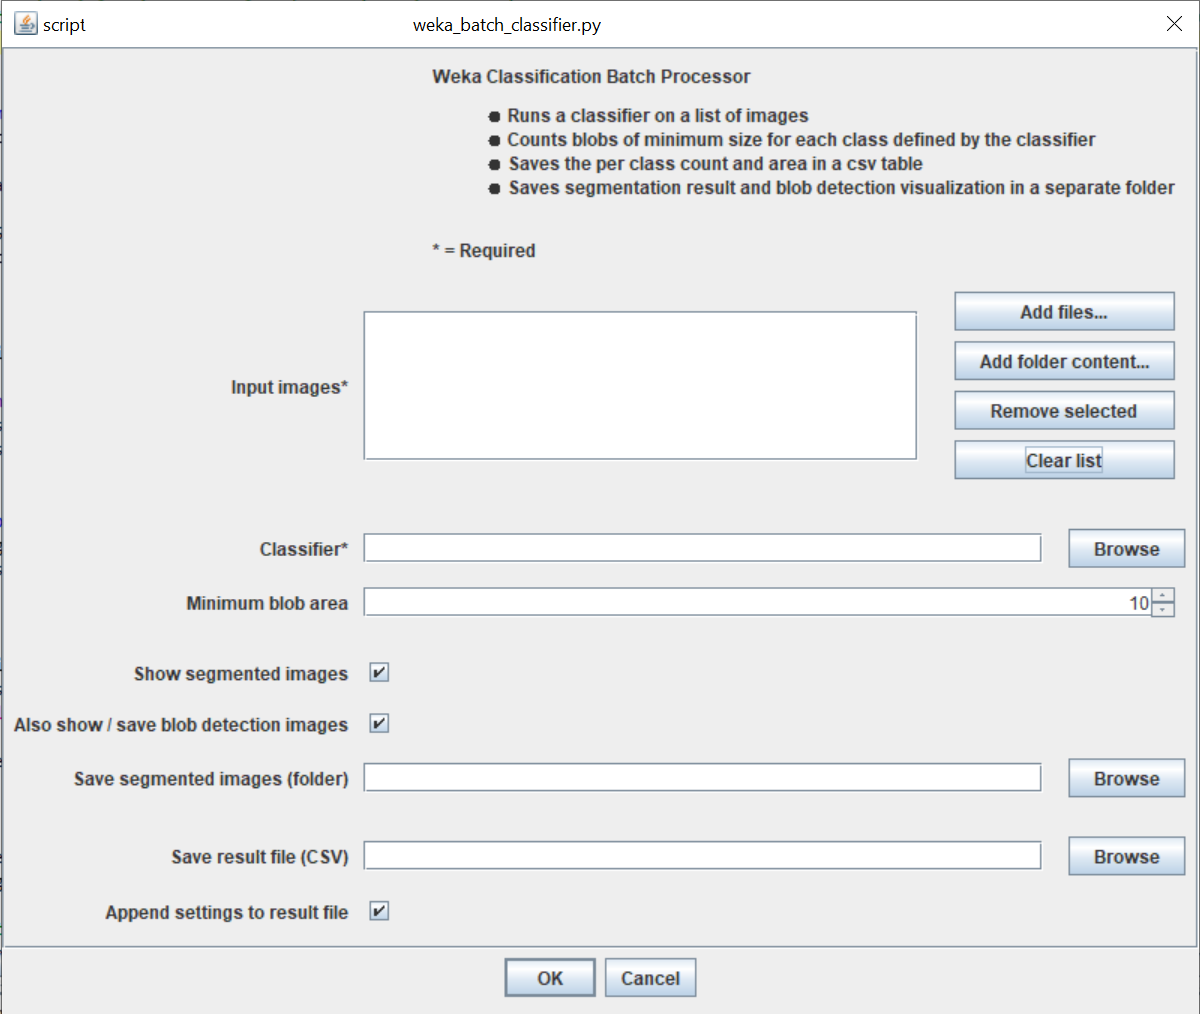 script
weka_batch_classifier.py
Weka Classification Batch Processor
Runs a classifier on a list of images
Counts blobs of minimum size for each class defined by the classifier
Saves the per class count and area in a csv table
Saves segmentation result and blob detection visualization in a separate folder
* = Required
Input images*
Add files...
Add folder content...
Remove selected
Clear list
Classifier*
Browse
Minimum blob area
10
Show segmented images
Also show / save blob detection images
Save segmented images (folder)
Browse
Save result file (CSV)
Browse
Append settings to result file
OK
Cancel